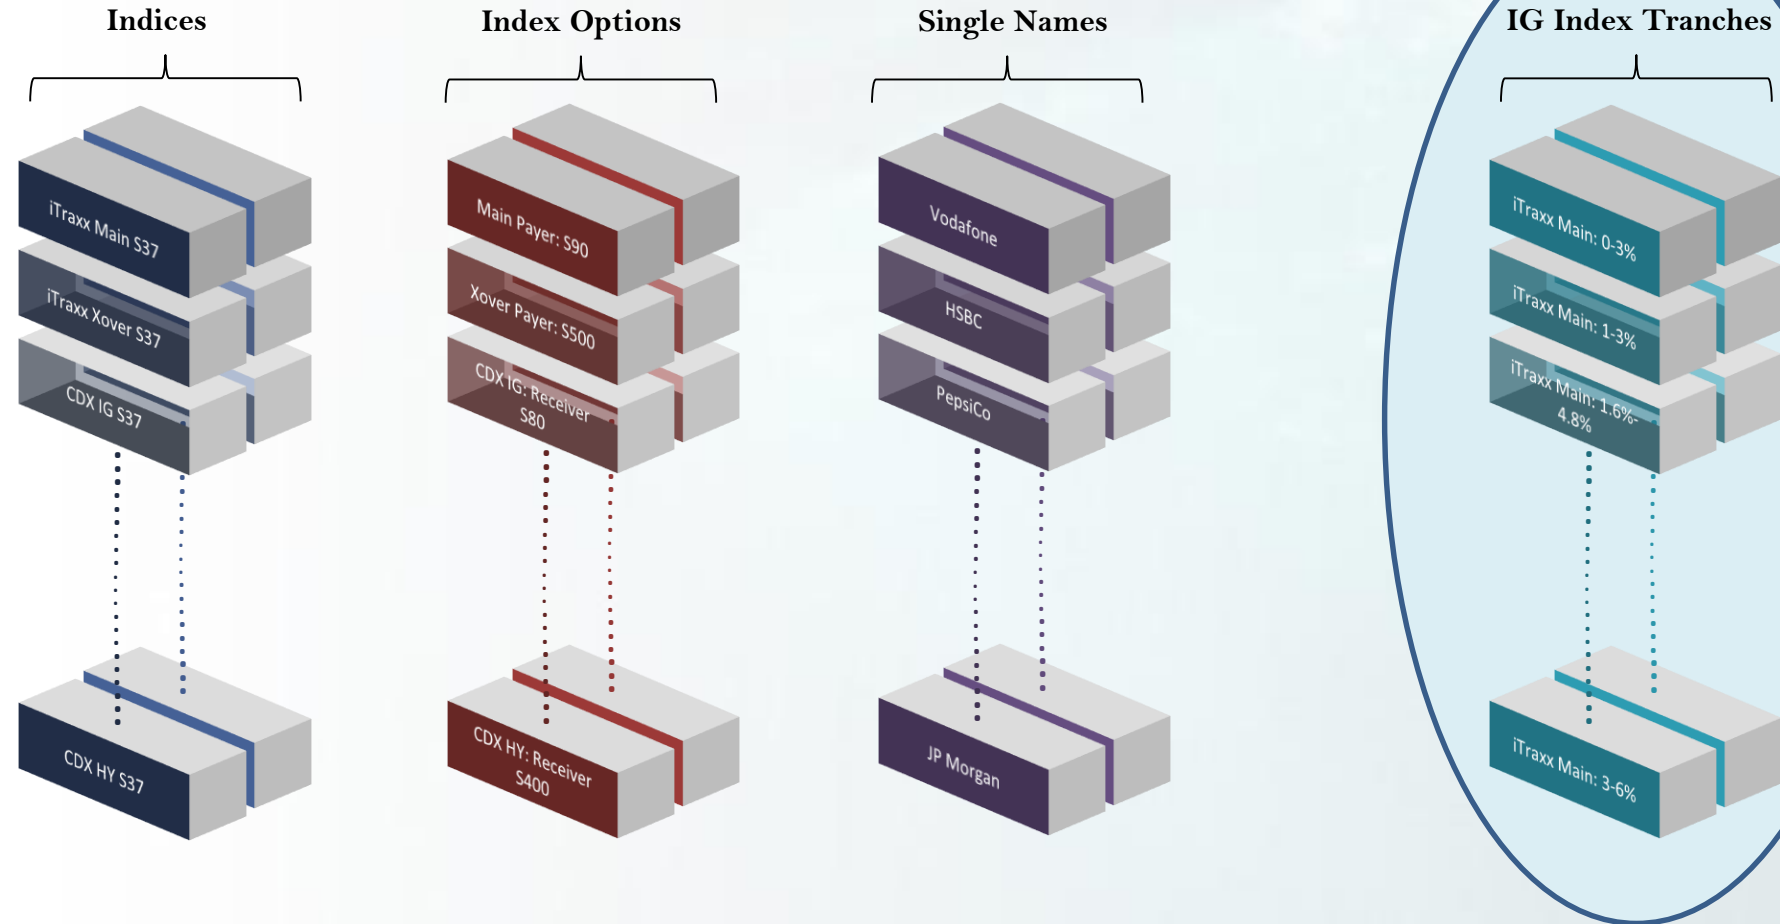 Indices
iTraxx Main S37
iTraxx Xover S37
CDX IG S37
CDX HY S37
Index Options
Main Payer: S90
Xover Payer: S500
CDX IG: Receiver
S80
CDX HY: Receiver
S400
Single Names
Vodafone
HSBC
PepsiCo
JP Morgan
IG Index Tranches
iTraxx Main: 0-3%
iTraxx Main: 1-3%
iTraxx Main: 1.6%-
4.8%
iTraxx Main: 3-6%